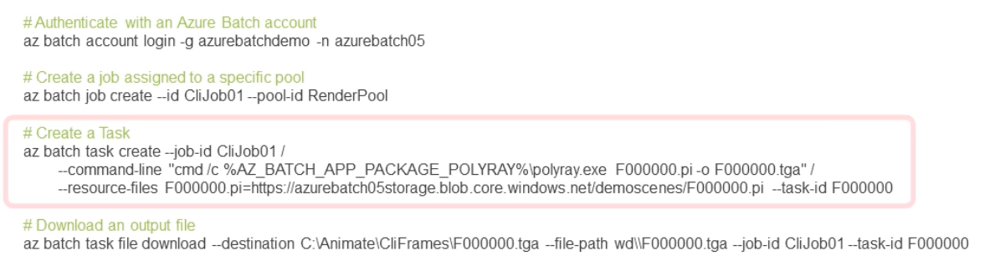 # Authenticate with an Azure Batch account
az batch account login -g azurebatchdemo -n azurebatch05
# Create a job assigned to a specific pool
az batch job create --id CliJob01 --pool-id RenderPool
# Create a Task
az batch task create --job-id CliJob01 /
--command-line "cmd /c %AZ_BATCH_APP_PACKAGE_POLYRAY%\polyray.exe F000000.pi -o F000000.tga" /
--resource-files F000000.pi=https://azurebatch05storage.blob.core.windows.net/demoscenes/F000000.pi --task-id F000000
# Download an output file
az batch task file download --destination C:\Animate\CliFrames\F000000.tga --file-path wd\\F000000.tga --job-id CliJob01 --task-id F000000